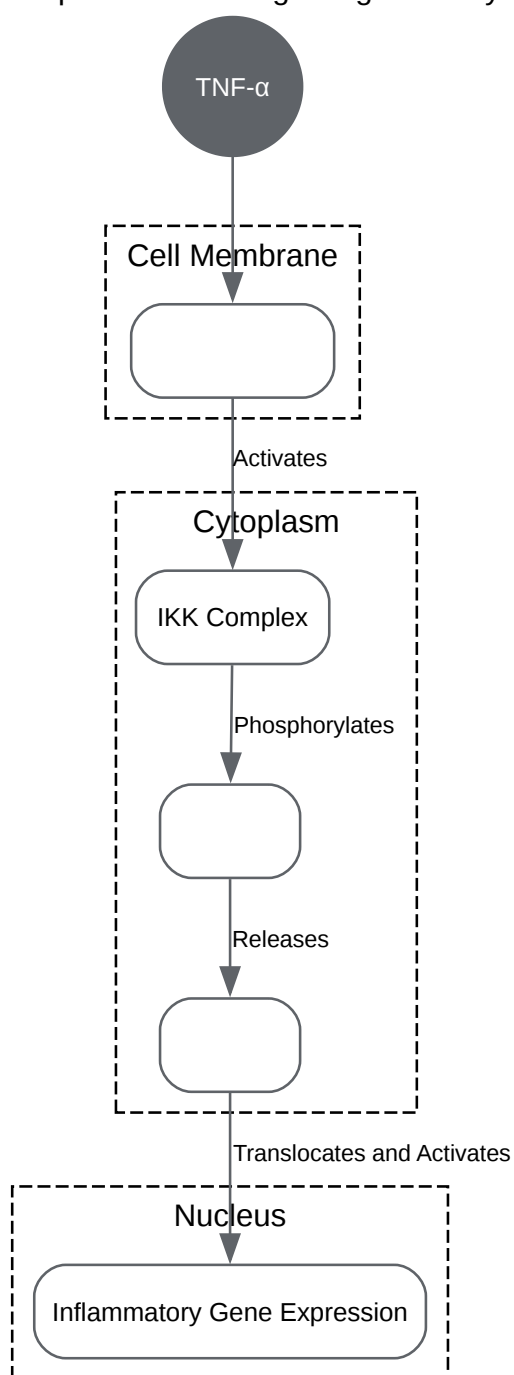 TNF-α
Cell Membrane
Activates
Cytoplasm
IKK Complex
Phosphorylates
Releases
Translocates and Activates
Nucleus
Inflammatory Gene Expression